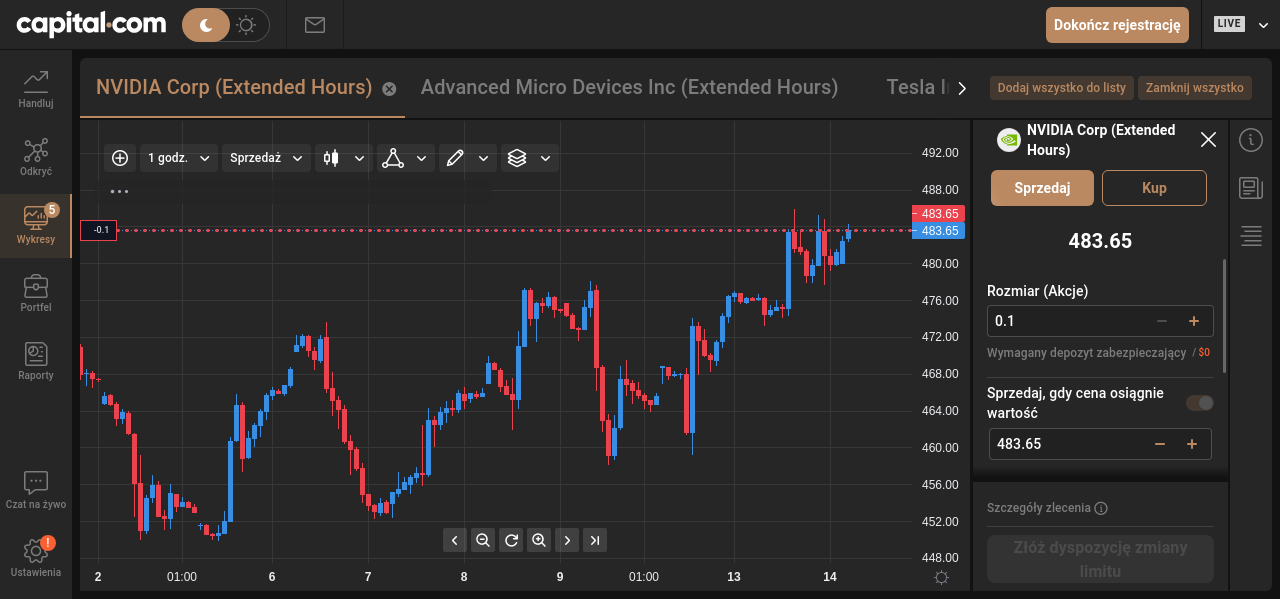 capital.com
Dokończ rejestrację
LIVE
Handluj
Odkryć
5
Wykresy
Portfel
Raporty
Czat na żywo
!
Ustawienia
NVIDIA Corp (Extended Hours)
Advanced Micro Devices Inc (Extended Hours)
Tesla I
Dodaj wszystko do listy
Zamknij wszystko
1 godz.
Sprzedaż
...
-0.1
492.00
488.00
483.65
483.65
480.00
476.00
472.00
468.00
464.00
460.00
456.00
452.00
448.00
2 01:00 6 7 8 9 01:00 13 14
NVIDIA Corp (Extended
Hours)
Sprzedaj
Kup
483.65
Rozmiar (Akcje)
0.1 − +
Wymagany depozyt zabezpieczający / $0
Sprzedaj, gdy cena osiągnie
wartość
483.65 − +
Szczegóły zlecenia
Złóż dyspozycję zmiany
limitu